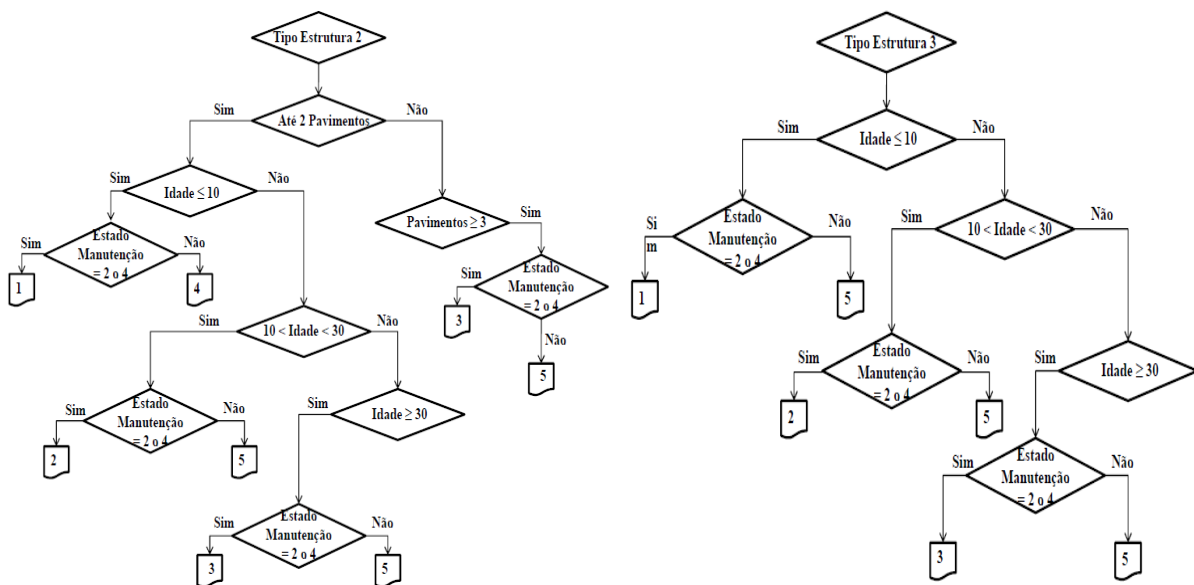 Tipo Estrutura 2
Sim
Não
Até 2 Pavimentos
Sim
Não
Idade ≤ 10
Sim
Pavimentos ≥ 3
Sim
Estado
Manutenção
= 2 o 4
Não
1
4
Sim
Estado
Manutenção
= 2 o 4
3
Não
5
Sim
10 < Idade < 30
Não
Sim
Estado
Manutenção
= 2 o 4
Não
2
5
Sim
Idade ≥ 30
Sim
Estado
Manutenção
= 2 o 4
Não
3
5
Tipo Estrutura 3
Sim
Não
Idade ≤ 10
Si
m
Estado
Manutenção
= 2 o 4
Não
1
5
Sim
10 < Idade < 30
Não
Sim
Estado
Manutenção
= 2 o 4
Não
2
5
Sim
Idade ≥ 30
Sim
Estado
Manutenção
= 2 o 4
Não
3
5